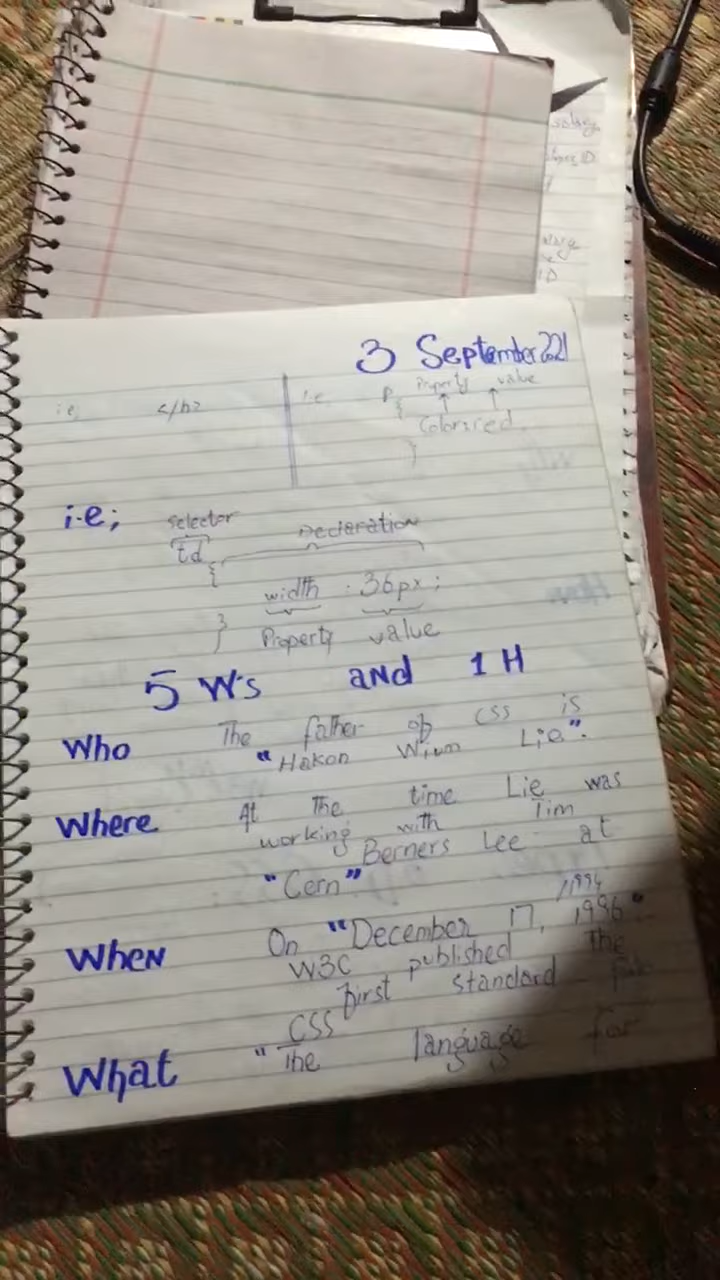 salary
3 September 2021
i.e; </h2
i.e. P Property value
{
Color:red;
}
i.e; selector Decleration
td
{
width : 36px;
} Property value
5 W's aNd 1 H
Who The father of CSS is
"Hakon Wium Lie".
Where At the time Lie was
working with Tim
Berners Lee at
"Cern"
1994
WheN On "December 17, 1996"
W3C published The
first standard
CSS
What "The language for